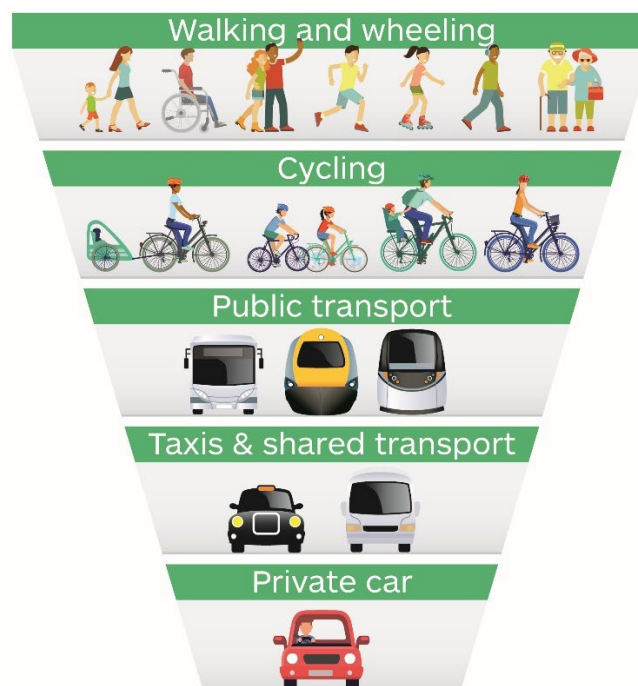 Walking and wheeling
Cycling
Public transport
Taxis & shared transport
Private car